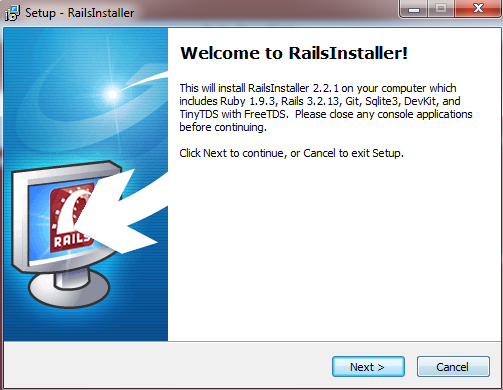 Setup - RailsInstaller
Welcome to RailsInstaller!
This will install RailsInstaller 2.2.1 on your computer which
includes Ruby 1.9.3, Rails 3.2.13, Git, Sqlite3, DevKit, and
TinyTDS with FreeTDS.  Please close any console applications
before continuing.
Click Next to continue, or Cancel to exit Setup.
RAILS
Next >
Cancel